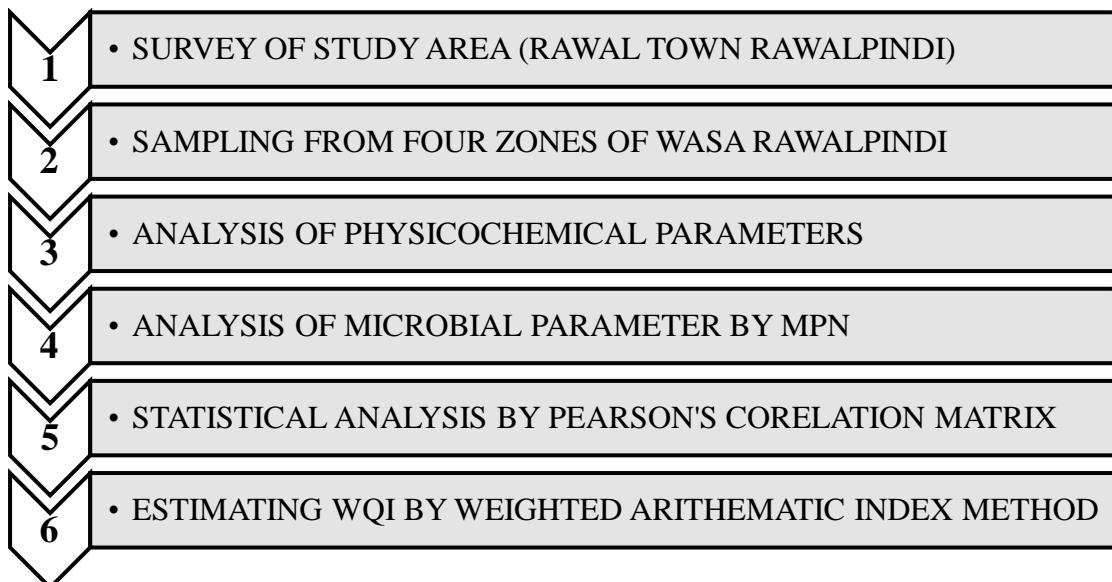 1
• SURVEY OF STUDY AREA (RAWAL TOWN RAWALPINDI)
2
• SAMPLING FROM FOUR ZONES OF WASA RAWALPINDI
3
• ANALYSIS OF PHYSICOCHEMICAL PARAMETERS
4
• ANALYSIS OF MICROBIAL PARAMETER BY MPN
5
• STATISTICAL ANALYSIS BY PEARSON'S CORELATION MATRIX
6
• ESTIMATING WQI BY WEIGHTED ARITHEMATIC INDEX METHOD